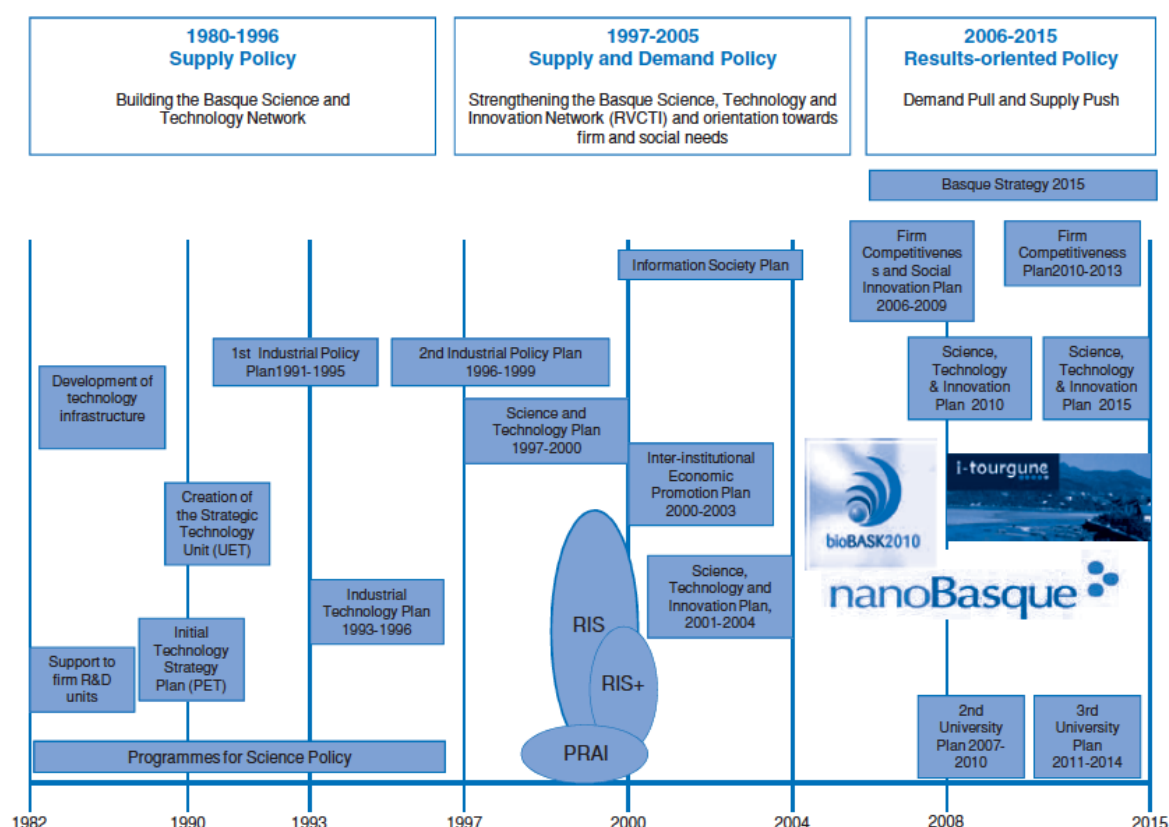 1980-1996
Supply Policy
Building the Basque Science and
Technology Network
1997-2005
Supply and Demand Policy
Strengthening the Basque Science, Technology and
Innovation Network (RVCTI) and orientation towards
firm and social needs
2006-2015
Results-oriented Policy
Demand Pull and Supply Push
Basque Strategy 2015
Firm
Competitivenes
s and Social
Innovation Plan
2006-2009
Firm
Competitiveness
Plan2010-2013
Information Society Plan
1st Industrial Policy
Plan1991-1995
2nd Industrial Policy Plan
1996-1999
Science,
Technology
& Innovation
Plan 2010
Science,
Technology
& Innovation
Plan 2015
Development of
technology
infrastructure
Science and
Technology Plan
1997-2000
Inter-institutional
Economic
Promotion Plan
2000-2003
bioBASK2010
i-tourgune
Creation of
the Strategic
Technology
Unit (UET)
Science,
Technology and
Innovation Plan,
2001-2004
nanoBasque
Industrial
Technology Plan
1993-1996
RIS
RIS+
PRAI
Initial
Technology
Strategy
Plan (PET)
Support to
firm R&D
units
2nd
University
Plan 2007-
2010
3rd
University
Plan
2011-2014
Programmes for Science Policy
1982
1990
1993
1997
2000
2004
2008
2015